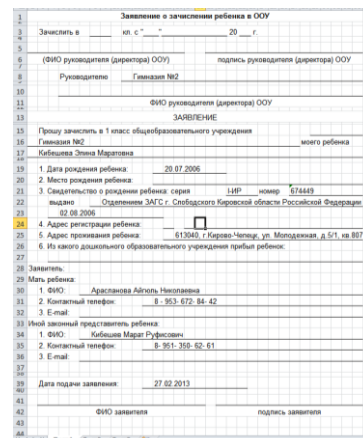 Заявление о зачислении ребенка в ООУ
Зачислить в кл. с "__" 20 г.
(ФИО руководителя (директора) ООУ) подпись руководителя (директора) ООУ)
Руководителю Гимназия №2
ФИО руководителя (директора) ООУ)
ЗАЯВЛЕНИЕ
Прошу зачислить в 1 класс общеобразовательного учреждения
Гимназия №2 моего ребенка
Кибешева Элина Маратовна
1. Дата рождения ребенка: 20.07.2006
2. Место рождения ребенка:
3. Свидетельство о рождении ребенка: серия I-ИР номер 674449
выдано Отделением ЗАГС г. Слободского Кировской области Российской Федерации
02.08.2006
4. Адрес регистрации ребенка:
5. Адрес проживания ребенка: 613040, г.Кирово-Чепецк, ул. Молодежная, д.5/1, кв.807
6. Из какого дошкольного образовательного учреждения прибыл ребенок:
Заявитель:
Мать ребенка:
1. ФИО: Арасланова Айгюль Николаевна
2. Контактный телефон: 8 - 953- 672- 84- 42
3. E-mail:
Иной законный представитель ребенка:
1. ФИО: Кибешев Марат Руфисович
2. Контактный телефон: 8- 951- 350- 62- 61
3. E-mail:
Дата подачи заявления: 27.02.2013
ФИО заявителя подпись заявителя